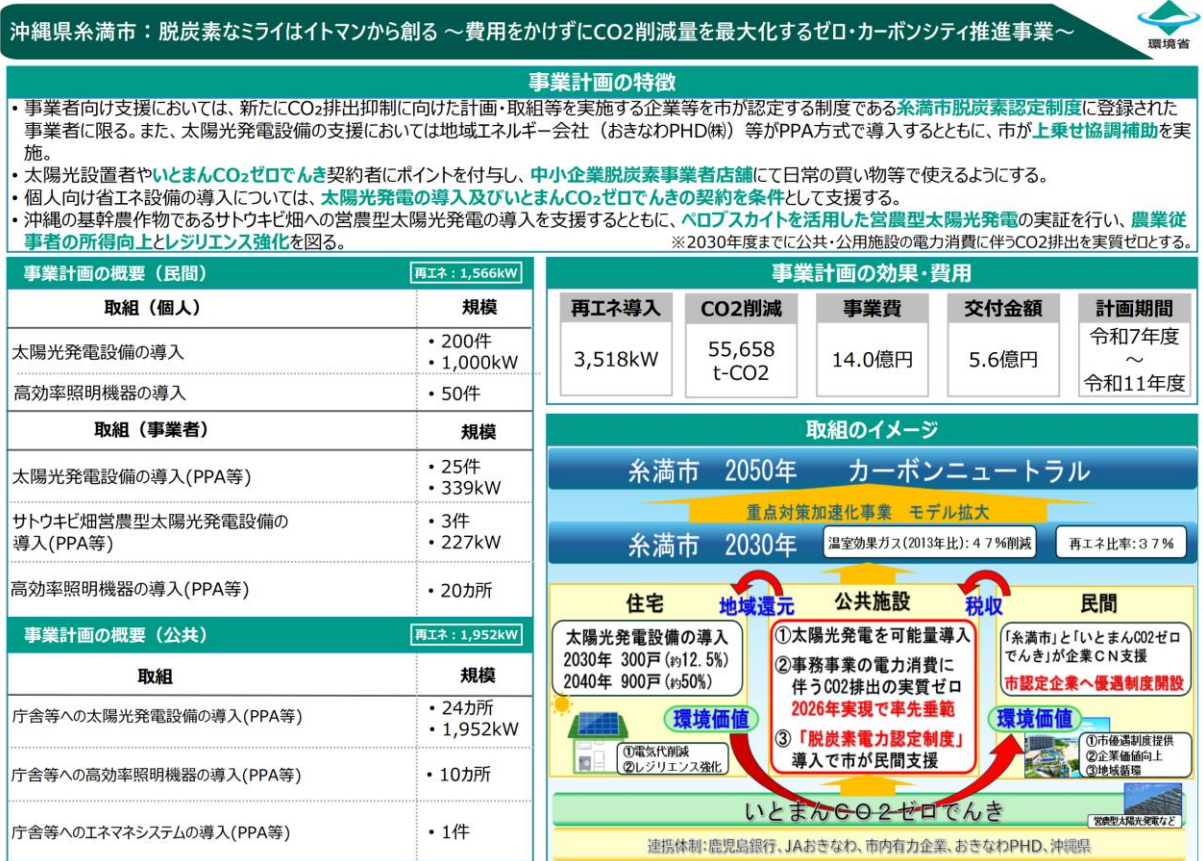 沖縄県糸満市：脱炭素なミライはイトマンから創る ～費用をかけずにCO2削減量を最大化するゼロ・カーボンシティ推進事業～
環境省
事業計画の特徴
・事業者向け支援においては、新たにCO₂排出抑制に向けた計画・取組等を実施する企業等を市が認定する制度である糸満市脱炭素認定制度に登録された
事業者に限る。また、太陽光発電設備の支援においては地域エネルギー会社（おきなわPHD㈱）等がPPA方式で導入するとともに、市が上乗せ協調補助を実
施。
・太陽光設置者やいとまんCO₂ゼロでんき契約者にポイントを付与し、中小企業脱炭素事業者店舗にて日常の買い物等で使えるようにする。
・個人向け省エネ設備の導入については、太陽光発電の導入及びいとまんCO₂ゼロでんきの契約を条件として支援する。
・沖縄の基幹農作物であるサトウキビ畑への営農型太陽光発電の導入を支援するとともに、ペロブスカイトを活用した営農型太陽光発電の実証を行い、農業従
事者の所得向上とレジリエンス強化を図る。
※2030年度までに公共・公用施設の電力消費に伴うCO2排出を実質ゼロとする。
事業計画の概要（民間）
再エネ：1,566kW
取組（個人）
規模
太陽光発電設備の導入
・200件
・1,000kW
高効率照明機器の導入
・50件
取組（事業者）
規模
太陽光発電設備の導入(PPA等)
・25件
・339kW
サトウキビ畑営農型太陽光発電設備の
導入(PPA等)
・3件
・227kW
高効率照明機器の導入(PPA等)
・20カ所
事業計画の概要（公共）
再エネ：1,952kW
取組
規模
庁舎等への太陽光発電設備の導入(PPA等)
・24カ所
・1,952kW
庁舎等への高効率照明機器の導入(PPA等)
・10カ所
庁舎等へのエネマネシステムの導入(PPA等)
・1件
事業計画の効果・費用
再エネ導入
CO2削減
事業費
交付金額
計画期間
3,518kW
55,658
t-CO2
14.0億円
5.6億円
令和7年度
～
令和11年度
取組のイメージ
糸満市 2050年 カーボンニュートラル
重点対策加速化事業 モデル拡大
糸満市 2030年
温室効果ガス(2013年比)：４７%削減
再エネ比率：３７%
住宅
地域還元
公共施設
税収
民間
太陽光発電設備の導入
2030年 300戸(約12.5%)
2040年 900戸(約50%)
①太陽光発電を可能量導入
②事務事業の電力消費に
伴うCO2排出の実質ゼロ
2026年実現で率先垂範
③「脱炭素電力認定制度」
導入で市が民間支援
「糸満市」と「いとまんCO2ゼロ
でんき」が企業CN支援
市認定企業へ優遇制度開設
環境価値
環境価値
①電気代削減
②レジリエンス強化
①市優遇制度提供
②企業価値向上
③地域循環
いとまんＣＯ２ゼロでんき
営農型太陽光発電など
連携体制：鹿児島銀行、JAおきなわ、市内有力企業、おきなわPHD、沖縄県